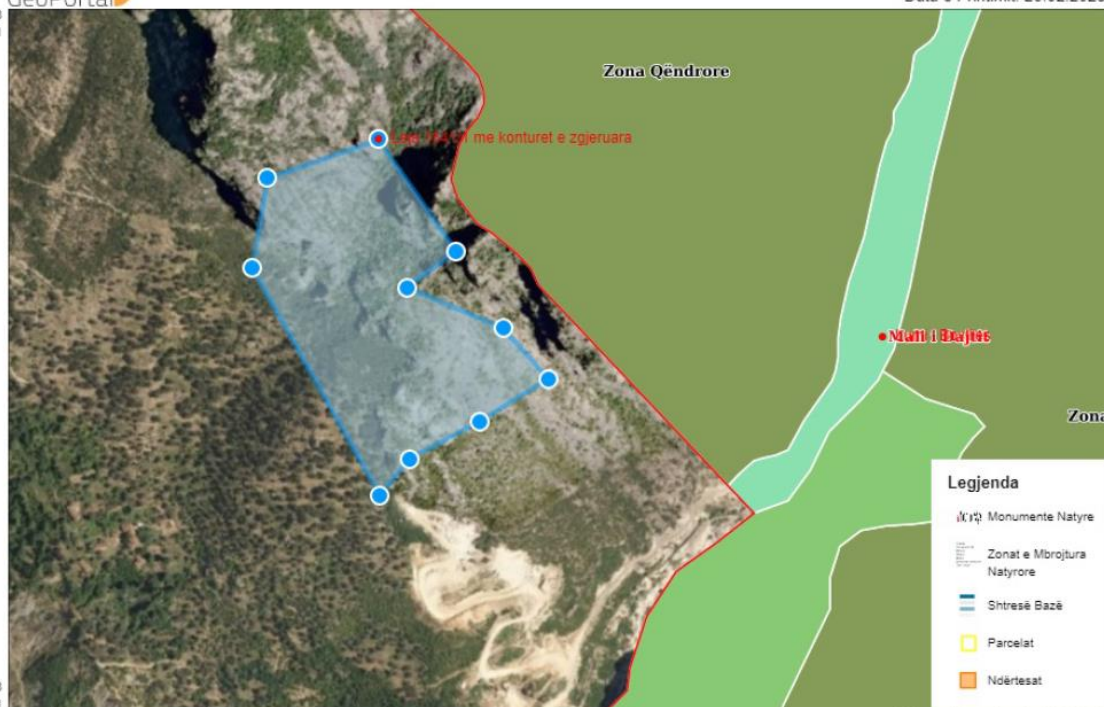 GeoPortal
Zona Qëndrore
me konturet e zgjeruara
Mali i Dajtit
Zona
Legjenda
Monumente Natyre
Zonat e Mbrojtura
Natyrore
Shtresë Bazë
Parcelat
Ndërtesat